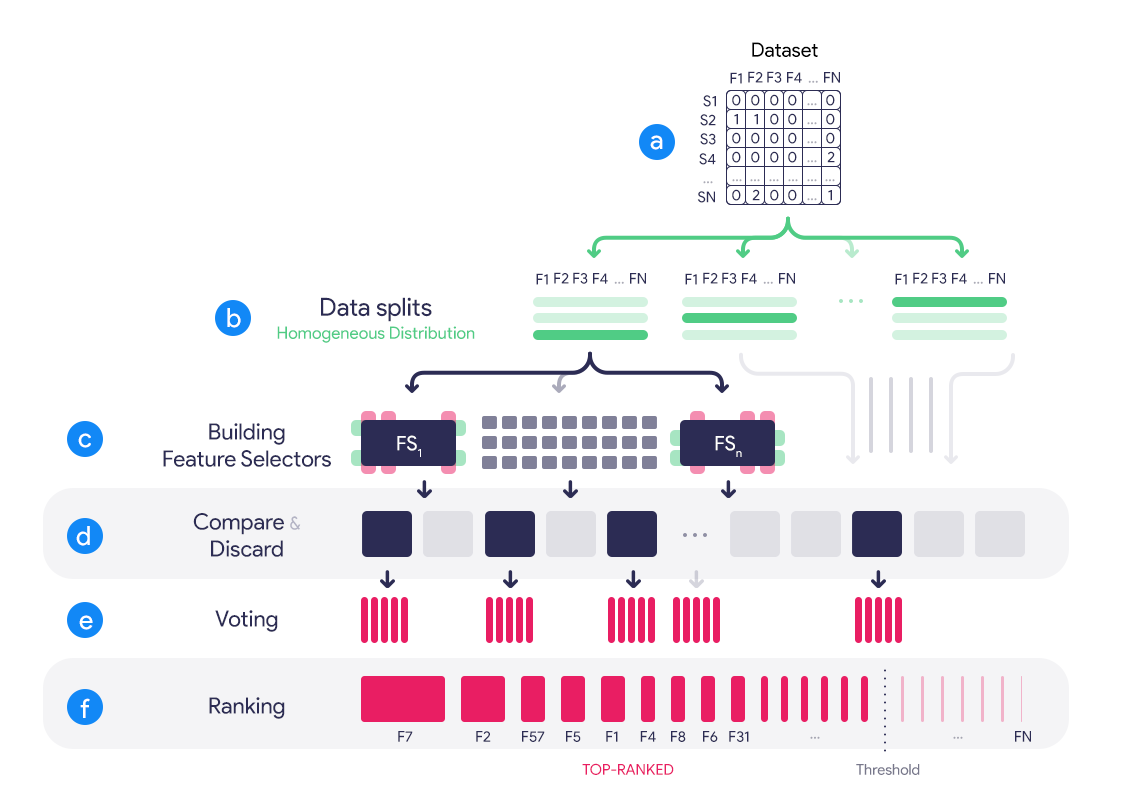 Dataset
F1 F2 F3 F4 ... FN
S1 0 0 0 0 ... 0
S2 1 1 0 0 ... 0
a
S3 0 0 0 0 ... 0
S4 0 0 0 0 ... 2
... ... ... ... ... ... ...
SN 0 2 0 0 ... 1
F1 F2 F3 F4 ... FN
F1 F2 F3 F4 ... FN
...
F1 F2 F3 F4 ... FN
b
Data splits
Homogeneous Distribution
c
Building
Feature Selectors
FS1
FSn
d
Compare &
Discard
...
e
Voting
f
Ranking
F7 F2 F57 F5 F1 F4 F8 F6 F31 ... ... FN
TOP-RANKED
Threshold